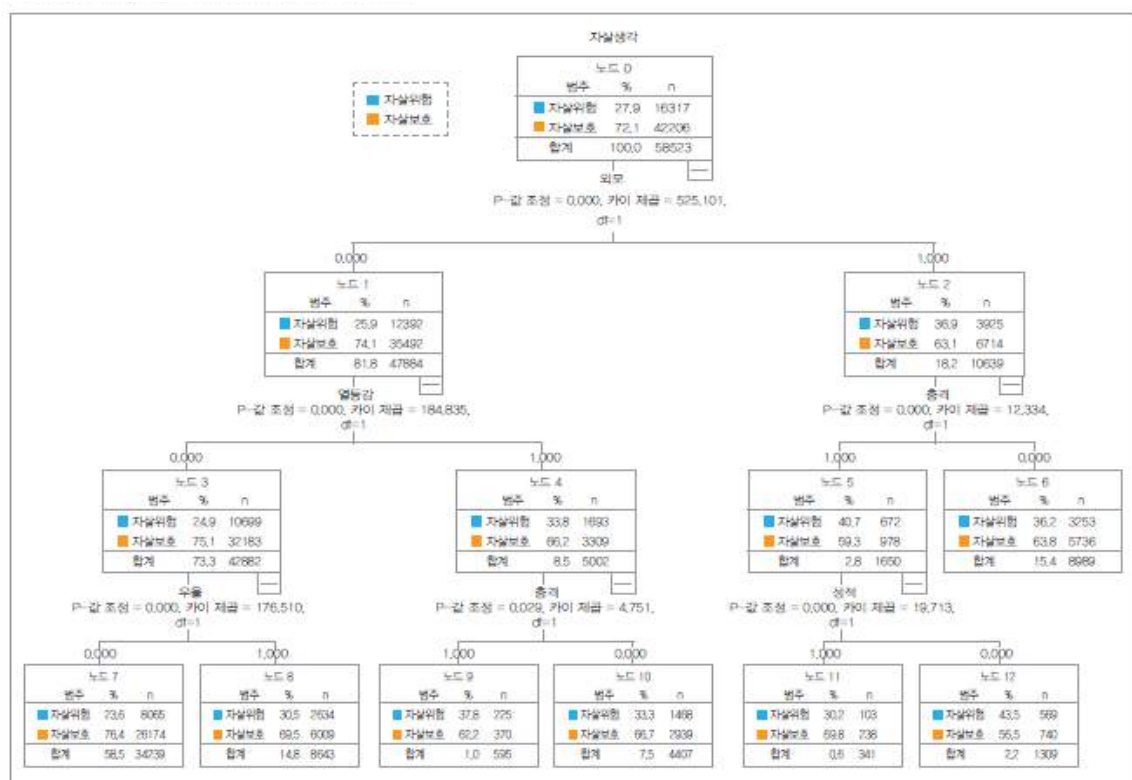 자살생각
자살위험
자살보호
노드 0
범주 % n
자살위험 27.9 16317
자살보호 72.1 42206
합계 100.0 58523
외모
P-값 조정 = 0.000, 카이 제곱 = 525.101,
df=1
0.000
1.000
노드 1
범주 % n
자살위험 25.9 12392
자살보호 74.1 35492
합계 81.8 47884
노드 2
범주 % n
자살위험 36.9 3925
자살보호 63.1 6714
합계 18.2 10639
열등감
P-값 조정 = 0.000, 카이 제곱 = 184.835,
df=1
충격
P-값 조정 = 0.000, 카이 제곱 = 12.334,
df=1
0.000
1.000
1.000
0.000
노드 3
범주 % n
자살위험 24.9 10699
자살보호 75.1 32183
합계 73.3 42882
노드 4
범주 % n
자살위험 33.8 1693
자살보호 66.2 3309
합계 8.5 5002
노드 5
범주 % n
자살위험 40.7 672
자살보호 59.3 978
합계 2.8 1650
노드 6
범주 % n
자살위험 36.2 3253
자살보호 63.8 5736
합계 15.4 8989
우울
P-값 조정 = 0.000, 카이 제곱 = 176.510,
df=1
충격
P-값 조정 = 0.029, 카이 제곱 = 4.751,
df=1
성적
P-값 조정 = 0.000, 카이 제곱 = 19.713,
df=1
0.000
1.000
1.000
0.000
1.000
0.000
노드 7
범주 % n
자살위험 23.6 8065
자살보호 76.4 26174
합계 58.5 34239
노드 8
범주 % n
자살위험 30.5 2634
자살보호 69.5 6009
합계 14.8 8643
노드 9
범주 % n
자살위험 37.8 225
자살보호 62.2 370
합계 1.0 595
노드 10
범주 % n
자살위험 33.3 1468
자살보호 66.7 2939
합계 7.5 4407
노드 11
범주 % n
자살위험 30.2 103
자살보호 69.8 238
합계 0.6 341
노드 12
범주 % n
자살위험 43.5 569
자살보호 56.5 740
합계 2.2 1309